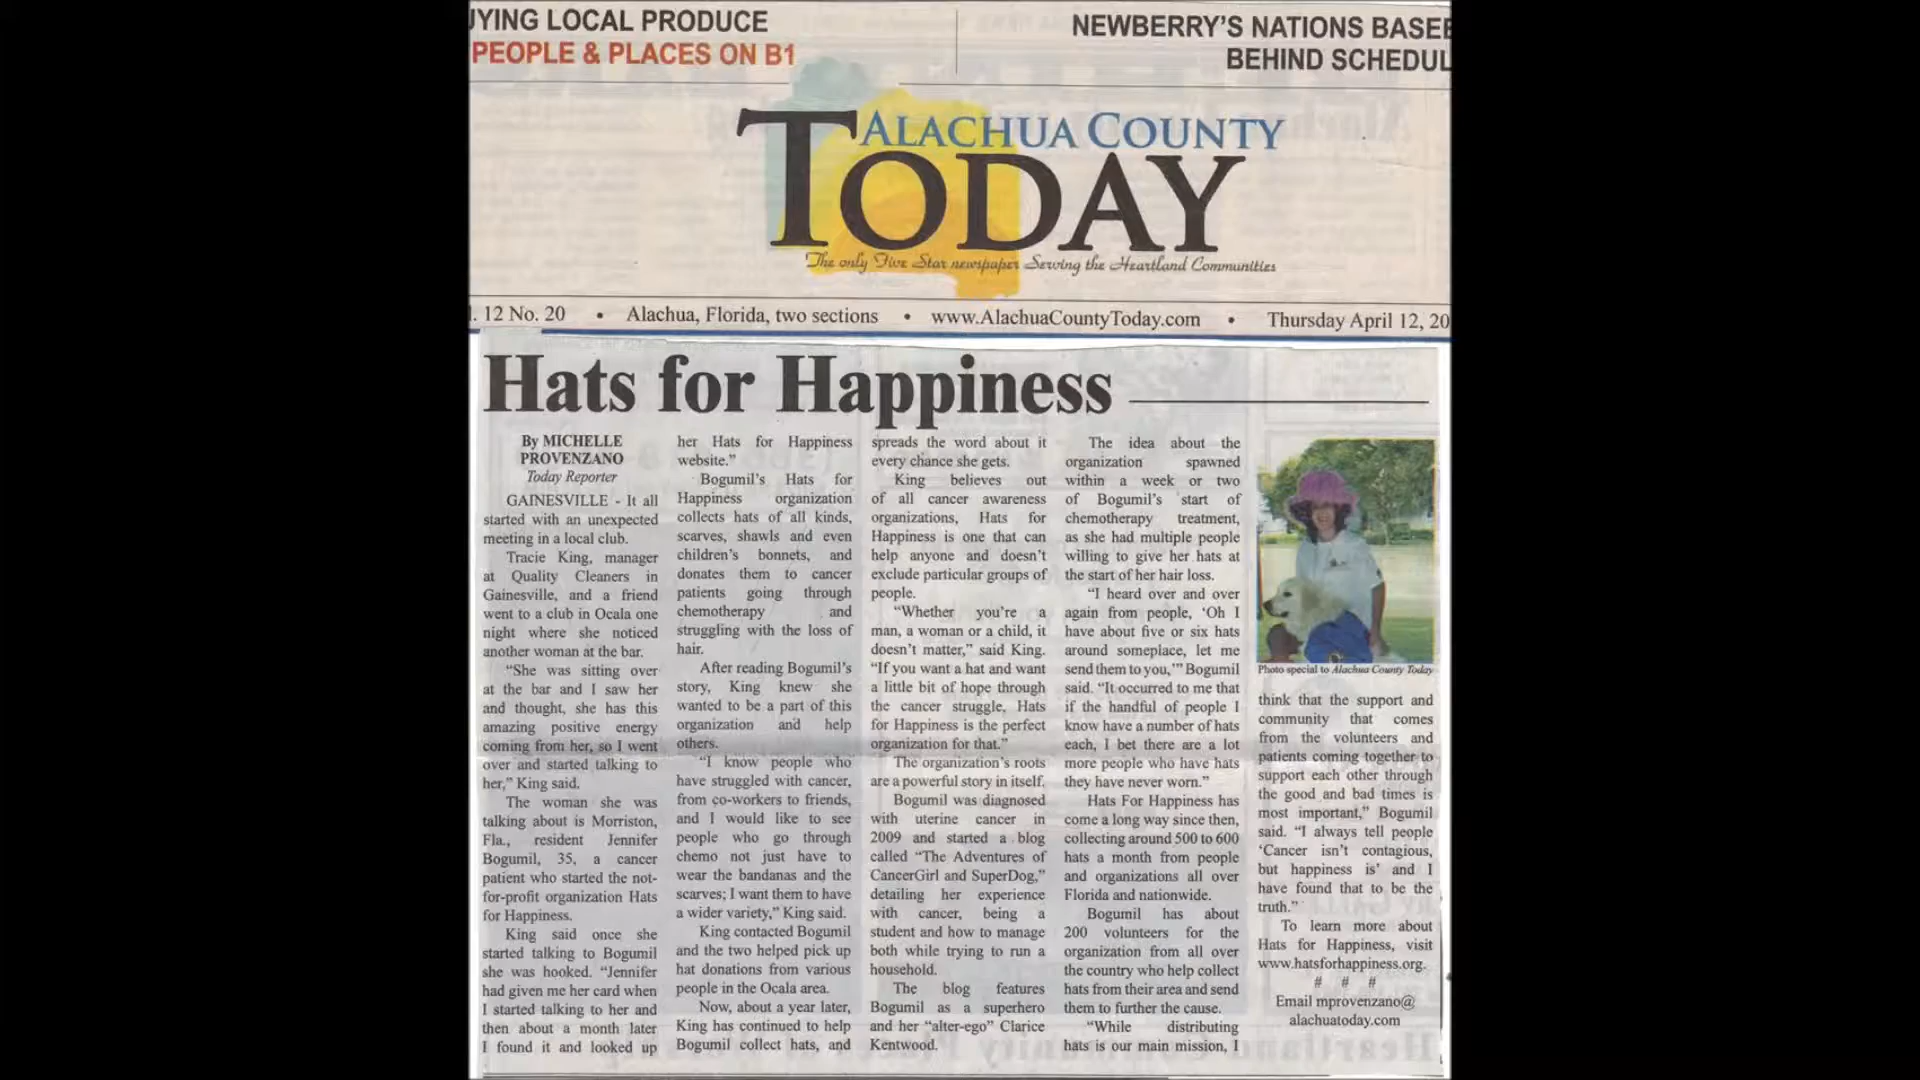 YING LOCAL PRODUCE
PEOPLE & PLACES ON B1
NEWBERRY'S NATIONS BASE
BEHIND SCHEDUL
ALACHUA COUNTY
TODAY
The only Five Star newspaper Serving the Heartland Communities
. 12 No. 20 • Alachua, Florida, two sections • www.AlachuaCountyToday.com • Thursday April 12, 20
Hats for Happiness
By MICHELLE
PROVENZANO
Today Reporter
GAINESVILLE - It all
started with an unexpected
meeting in a local club.
Tracie King, manager
at Quality Cleaners in
Gainesville, and a friend
went to a club in Ocala one
night where she noticed
another woman at the bar.
“She was sitting over
at the bar and I saw her
and thought, she has this
amazing positive energy
coming from her, so I went
over and started talking to
her,” King said.
The woman she was
talking about is Morriston,
Fla., resident Jennifer
Bogumil, 35, a cancer
patient who started the not-
for-profit organization Hats
for Happiness.
King said once she
started talking to Bogumil
she was hooked. “Jennifer
had given me her card when
I started talking to her and
then about a month later
I found it and looked up
her Hats for Happiness
website.”
Bogumil's Hats for
Happiness organization
collects hats of all kinds,
scarves, shawls and even
children's bonnets, and
donates them to cancer
patients going through
chemotherapy and
struggling with the loss of
hair.
After reading Bogumil's
story, King knew she
wanted to be a part of this
organization and help
others.
“I know people who
have struggled with cancer,
from co-workers to friends,
and I would like to see
people who go through
chemo not just have to
wear the bandanas and the
scarves; I want them to have
a wider variety,” King said.
King contacted Bogumil
and the two helped pick up
hat donations from various
people in the Ocala area.
Now, about a year later,
King has continued to help
Bogumil collect hats, and
spreads the word about it
every chance she gets.
King believes out
of all cancer awareness
organizations, Hats for
Happiness is one that can
help anyone and doesn't
exclude particular groups of
people.
“Whether you're a
man, a woman or a child, it
doesn't matter,” said King.
“If you want a hat and want
a little bit of hope through
the cancer struggle, Hats
for Happiness is the perfect
organization for that.”
The organization's roots
are a powerful story in itself.
Bogumil was diagnosed
with uterine cancer in
2009 and started a blog
called “The Adventures of
CancerGirl and SuperDog,”
detailing her experience
with cancer, being a
student and how to manage
both while trying to run a
household.
The blog features
Bogumil as a superhero
and her “alter-ego” Clarice
Kentwood.
The idea about the
organization spawned
within a week or two
of Bogumil's start of
chemotherapy treatment,
as she had multiple people
willing to give her hats at
the start of her hair loss.
“I heard over and over
again from people, ‘Oh I
have about five or six hats
around someplace, let me
send them to you,’” Bogumil
said. “It occurred to me that
if the handful of people I
know have a number of hats
each, I bet there are a lot
more people who have hats
they have never worn.”
Hats For Happiness has
come a long way since then,
collecting around 500 to 600
hats a month from people
and organizations all over
Florida and nationwide.
Bogumil has about
200 volunteers for the
organization from all over
the country who help collect
hats from their area and send
them to further the cause.
“While distributing
hats is our main mission, I
Photo special to Alachua County Today
think that the support and
community that comes
from the volunteers and
patients coming together to
support each other through
the good and bad times is
most important,” Bogumil
said. “I always tell people
‘Cancer isn't contagious,
but happiness is’ and I
have found that to be the
truth.”
To learn more about
Hats for Happiness, visit
www.hatsforhappiness.org.
# # #
Email mprovenzano@
alachuatoday.com